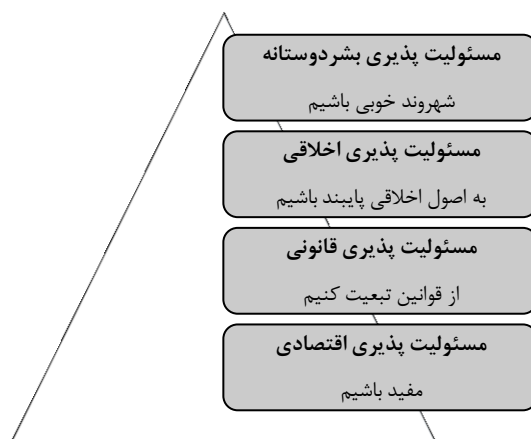 مسئولیت پذیری بشردوستانه
شهروند خوبی باشیم
مسئولیت پذیری اخلاقی
به اصول اخلاقی پایبند باشیم
مسئولیت پذیری قانونی
از قوانین تبعیت کنیم
مسئولیت پذیری اقتصادی
مفید باشیم